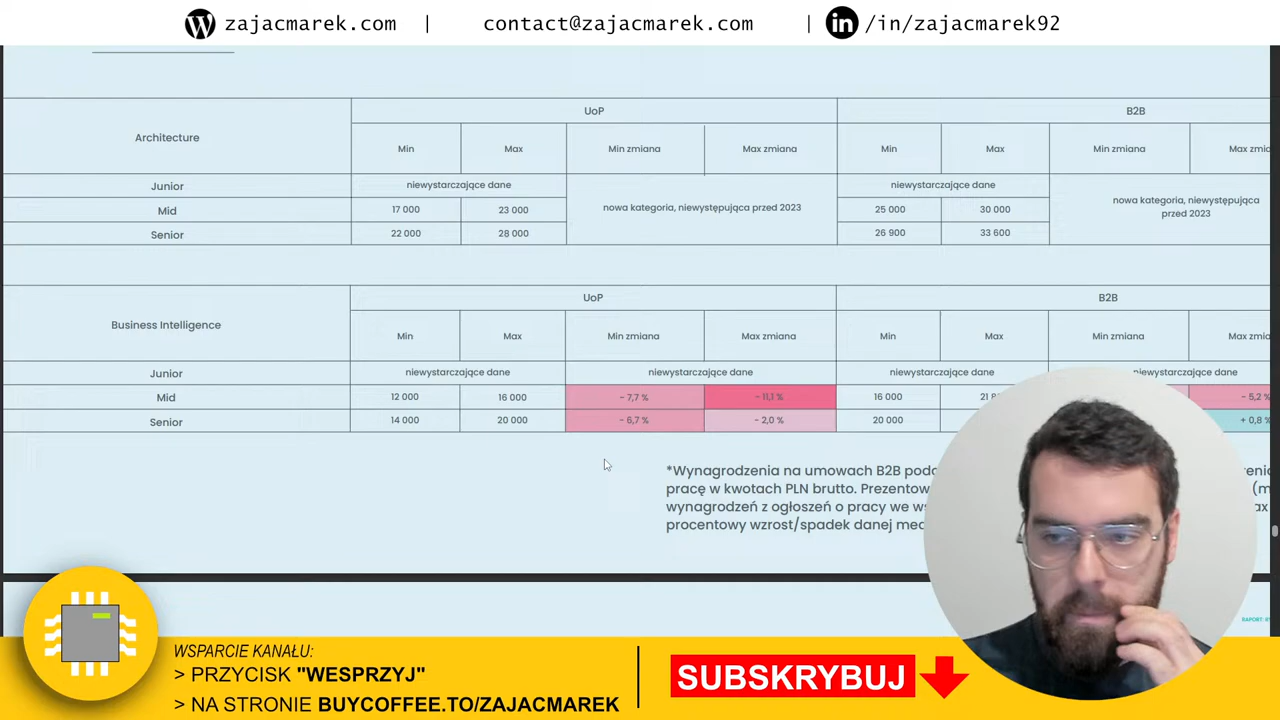 zajacmarek.com | contact@zajacmarek.com | /in/zajacmarek92
UoP B2B
Architecture
Min Max Min zmiana Max zmiana Min Max Min zmiana Max
Junior niewystarczające dane niewystarczające dane
nowa kategoria, niewystępująca przed 2023
nowa kategoria, niewystępująca
przed 2023
Mid 17 000 23 000 25 000 30 000
Senior 22 000 28 000 26 900 33 600
UoP B2B
Business Intelligence
Min Max Min zmiana Max zmiana Min Max Min zmiana Max
Junior niewystarczające dane niewystarczające dane niewystarczające dane dane
Mid 12 000 16 000 - 7,7 % - 11,1 % 16 000 - 5,2 %
Senior 14 000 20 000 - 6,7 % - 2,0 % 20 000 + 0,8 %
*Wynagrodzenia na umowach B2B
pracę w kwotach PLN brutto.
wynagrodzeń z ogłoszeń o pracy we
procentowy wzrost/spadek danej
WSPARCIE KANAŁU:
> PRZYCISK "WESPRZYJ"
> NA STRONIE BUYCOFFEE.TO/ZAJACMAREK
SUBSKRYBUJ